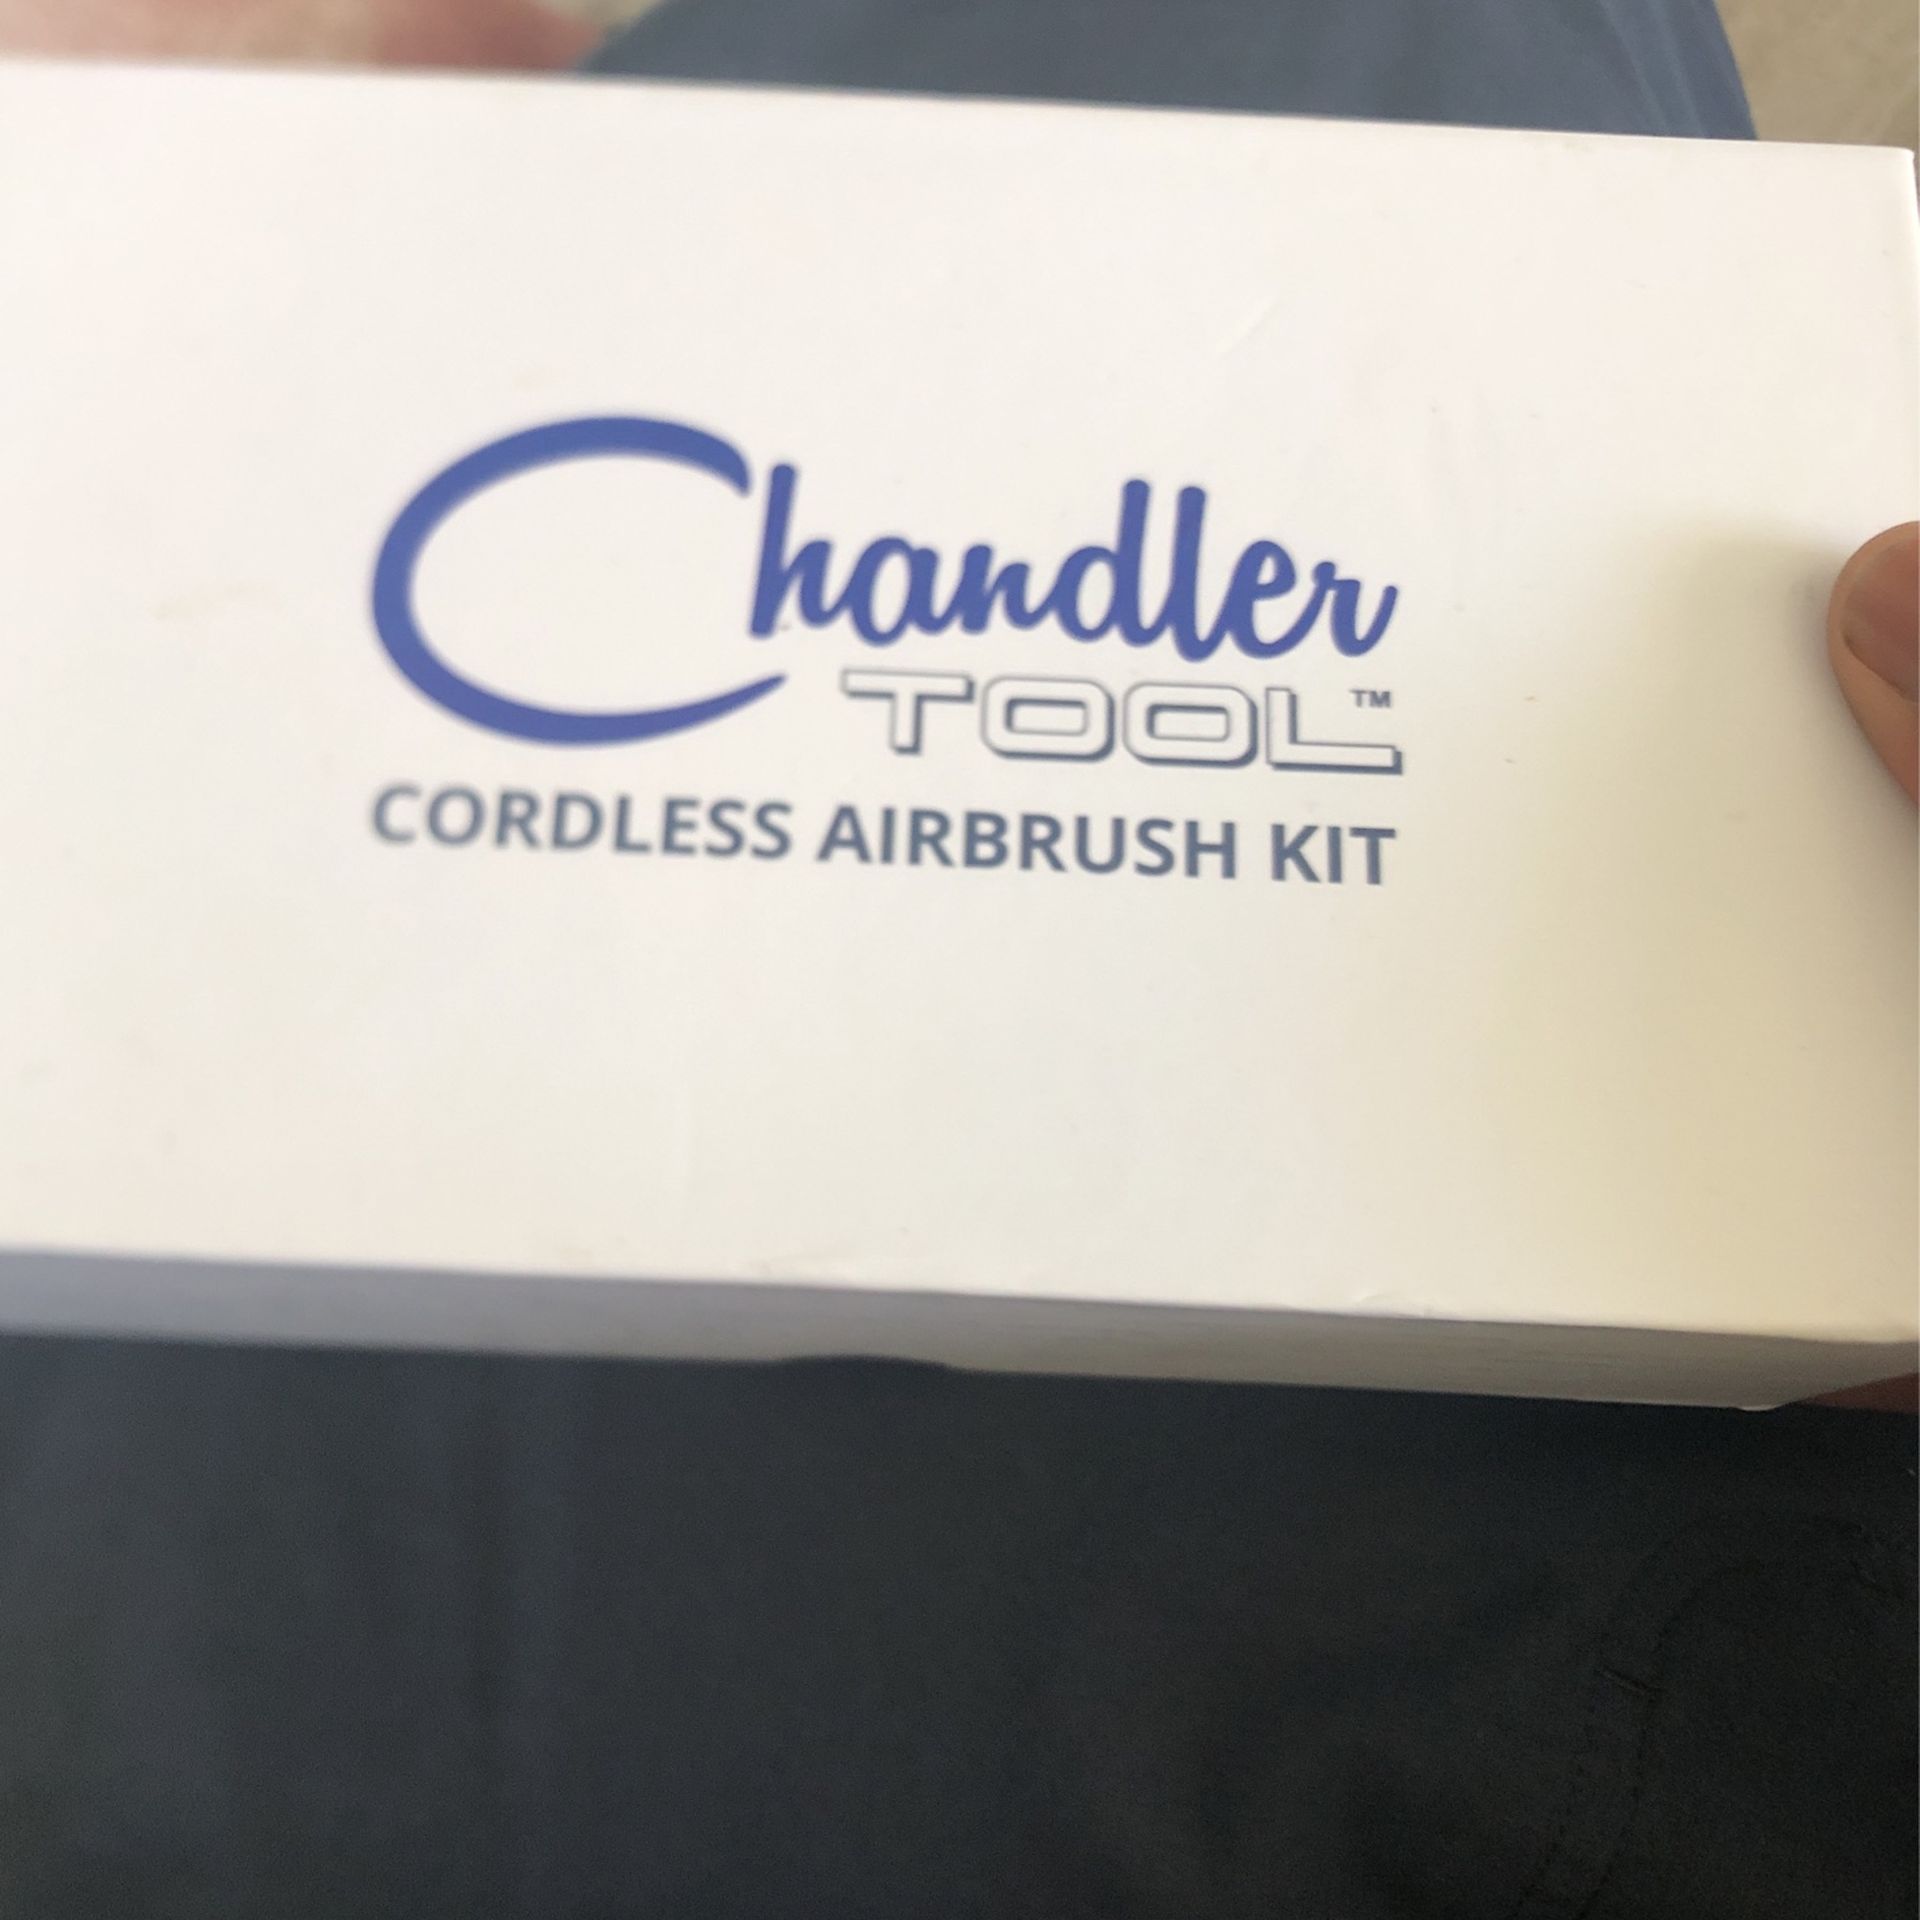 Chandler
TOOL™
CORDLESS AIRBRUSH KIT